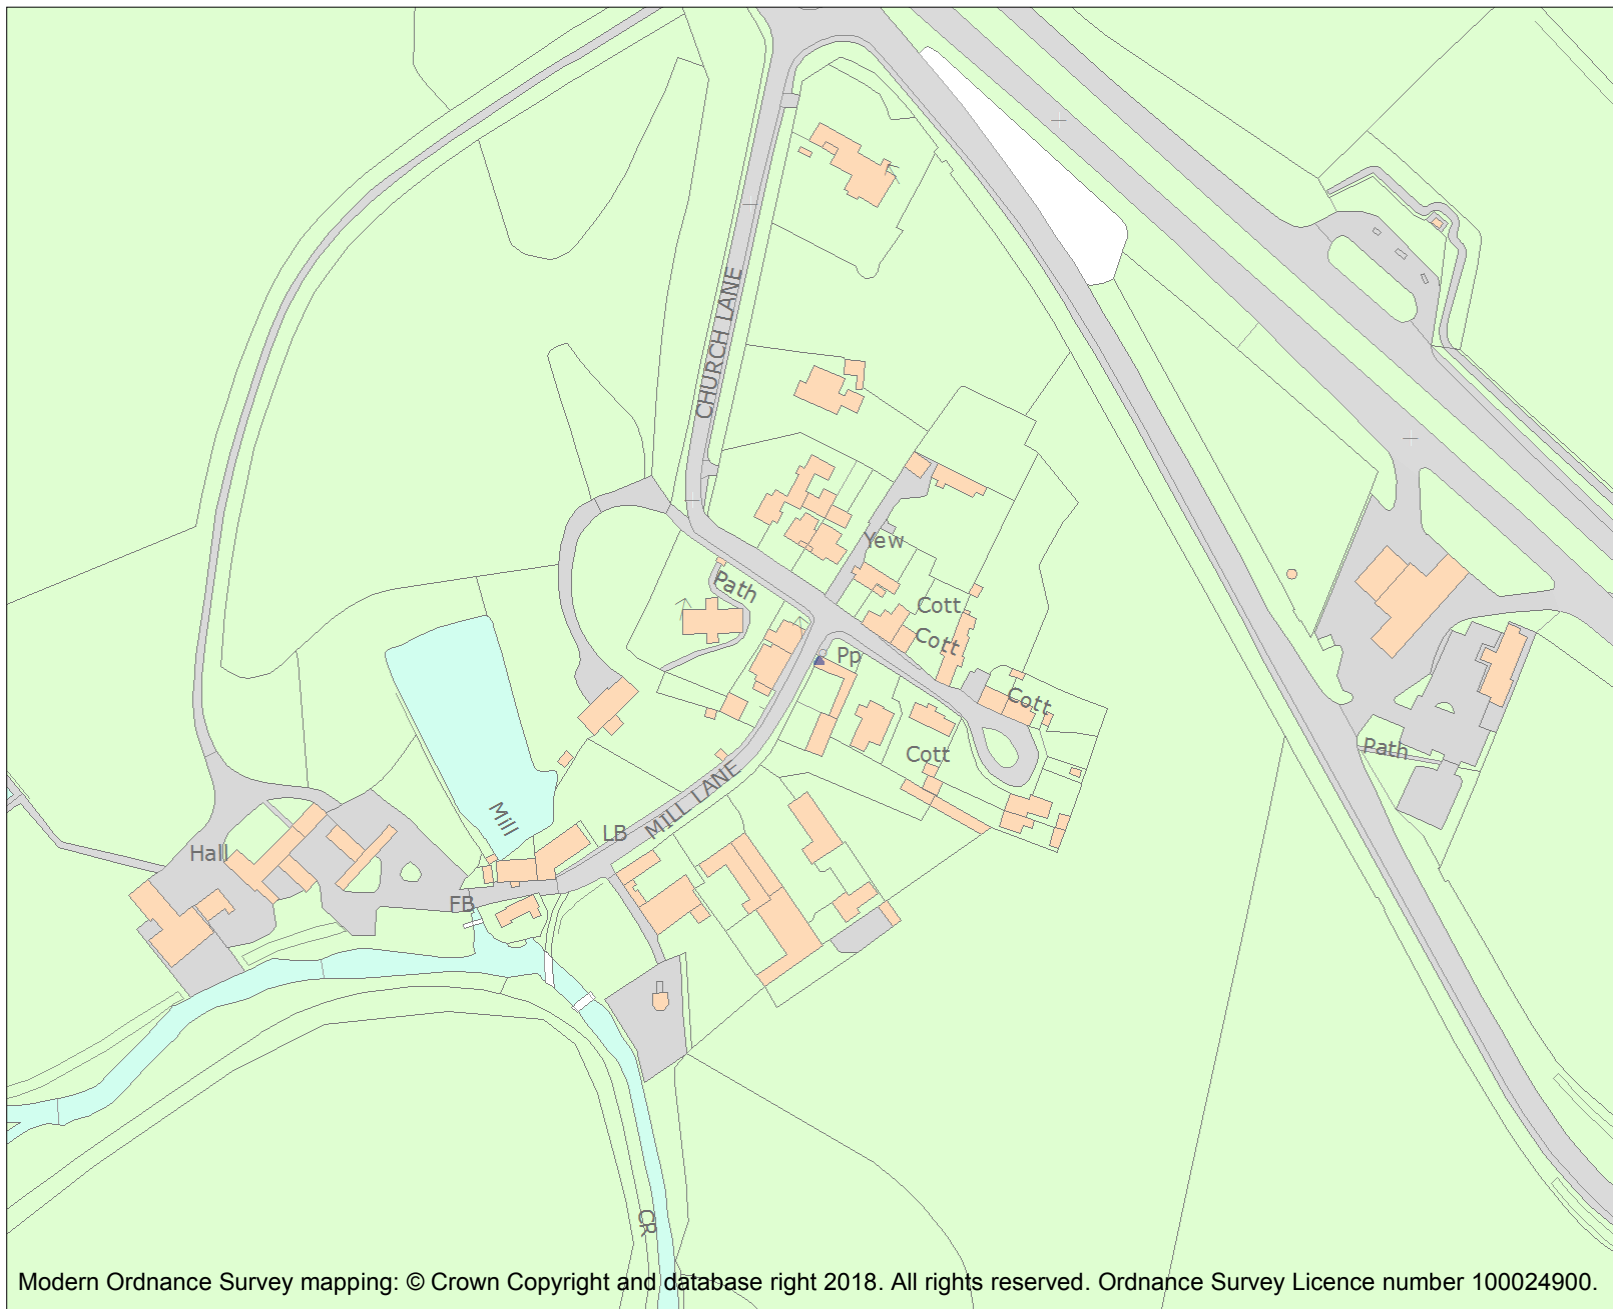 CHURCH LANE
Yew
Path
Cott
Cott
Pp
Cott
Cott
Path
MILL LANE
Mill
LB
Hall
FB
CR
Modern Ordnance Survey mapping: © Crown Copyright and database right 2018. All rights reserved. Ordnance Survey Licence number 100024900.